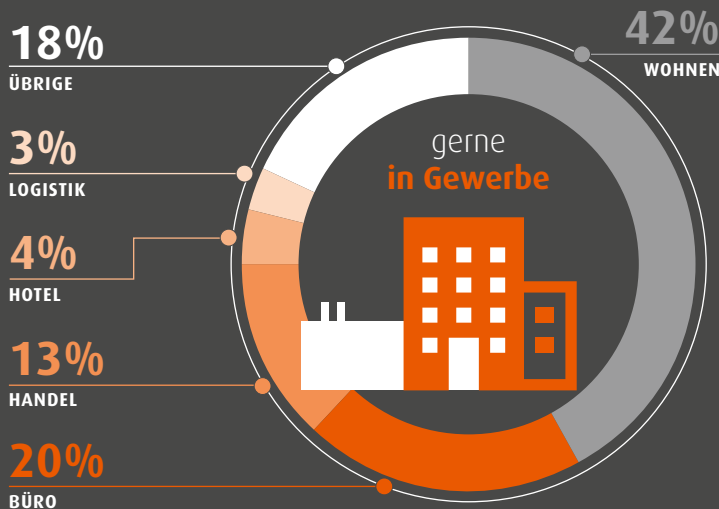 18%
ÜBRIGE
3%
LOGISTIK
4%
HOTEL
13%
HANDEL
20%
BÜRO
42%
WOHNEN
gerne
in Gewerbe